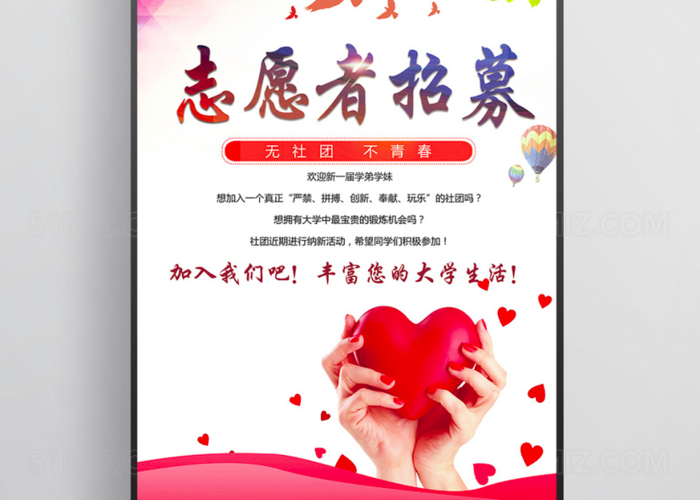 志愿者招募
无社团 不青春
欢迎新一届学弟学妹
想加入一个真正“严禁、拼搏、创新、奉献、玩乐”的社团吗？
想拥有大学中最宝贵的锻炼机会吗？
社团近期进行纳新活动，希望同学们积极参加！
加入我们吧！丰富您的大学生活！